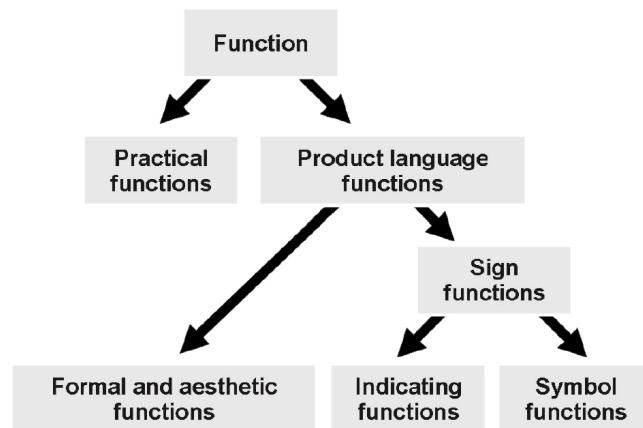 Function
Practical
functions
Product language
functions
Sign
functions
Formal and aesthetic
functions
Indicating
functions
Symbol
functions